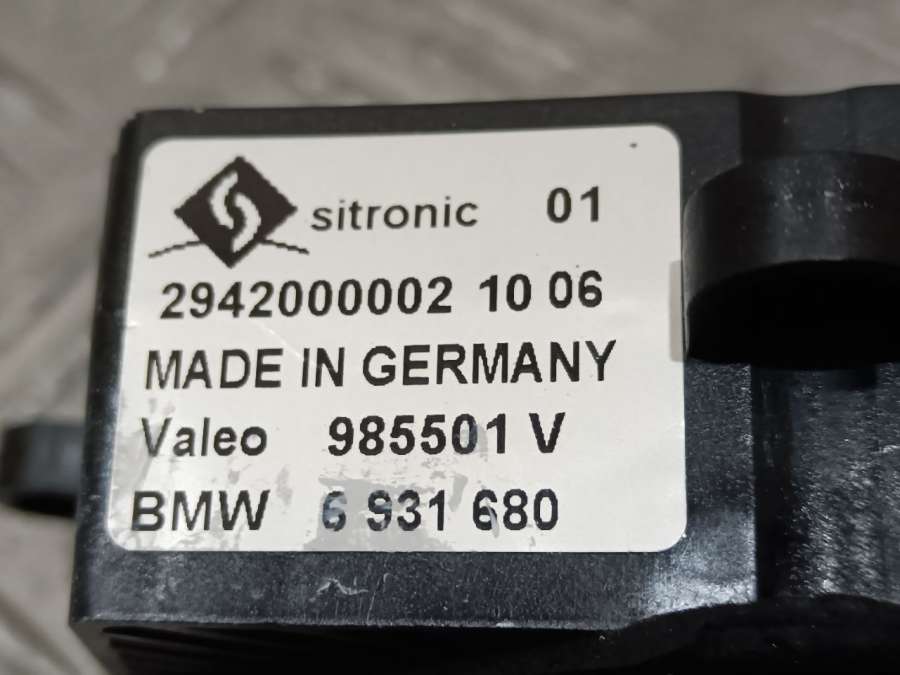 sitronic 01
2942000002 10 06
MADE IN GERMANY
Valeo 985501 V
BMW 6 931 680